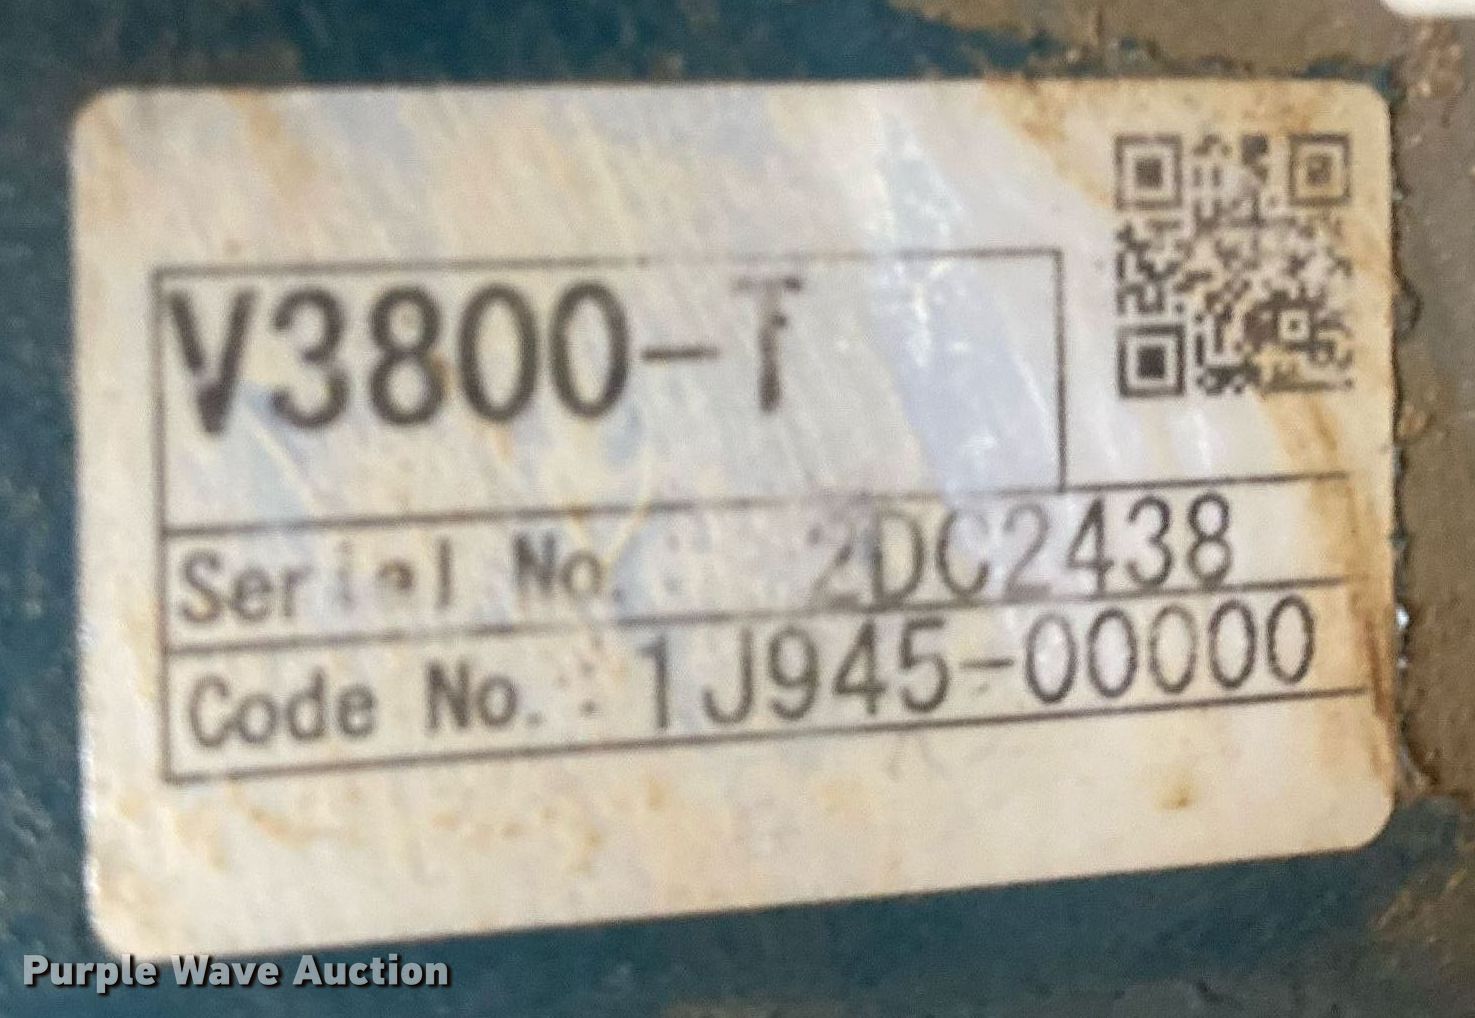 V3800-T
Serial No. : 2DC2438
Code No. : 1J945-00000
Purple Wave Auction